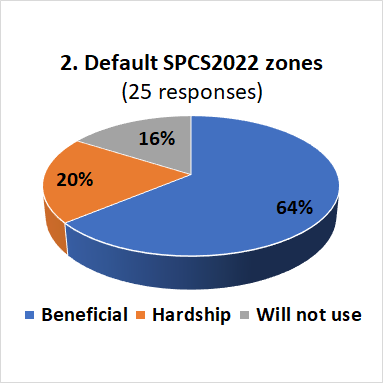 2. Default SPCS2022 zones
(25 responses)
16%
20%
64%
Beneficial Hardship Will not use